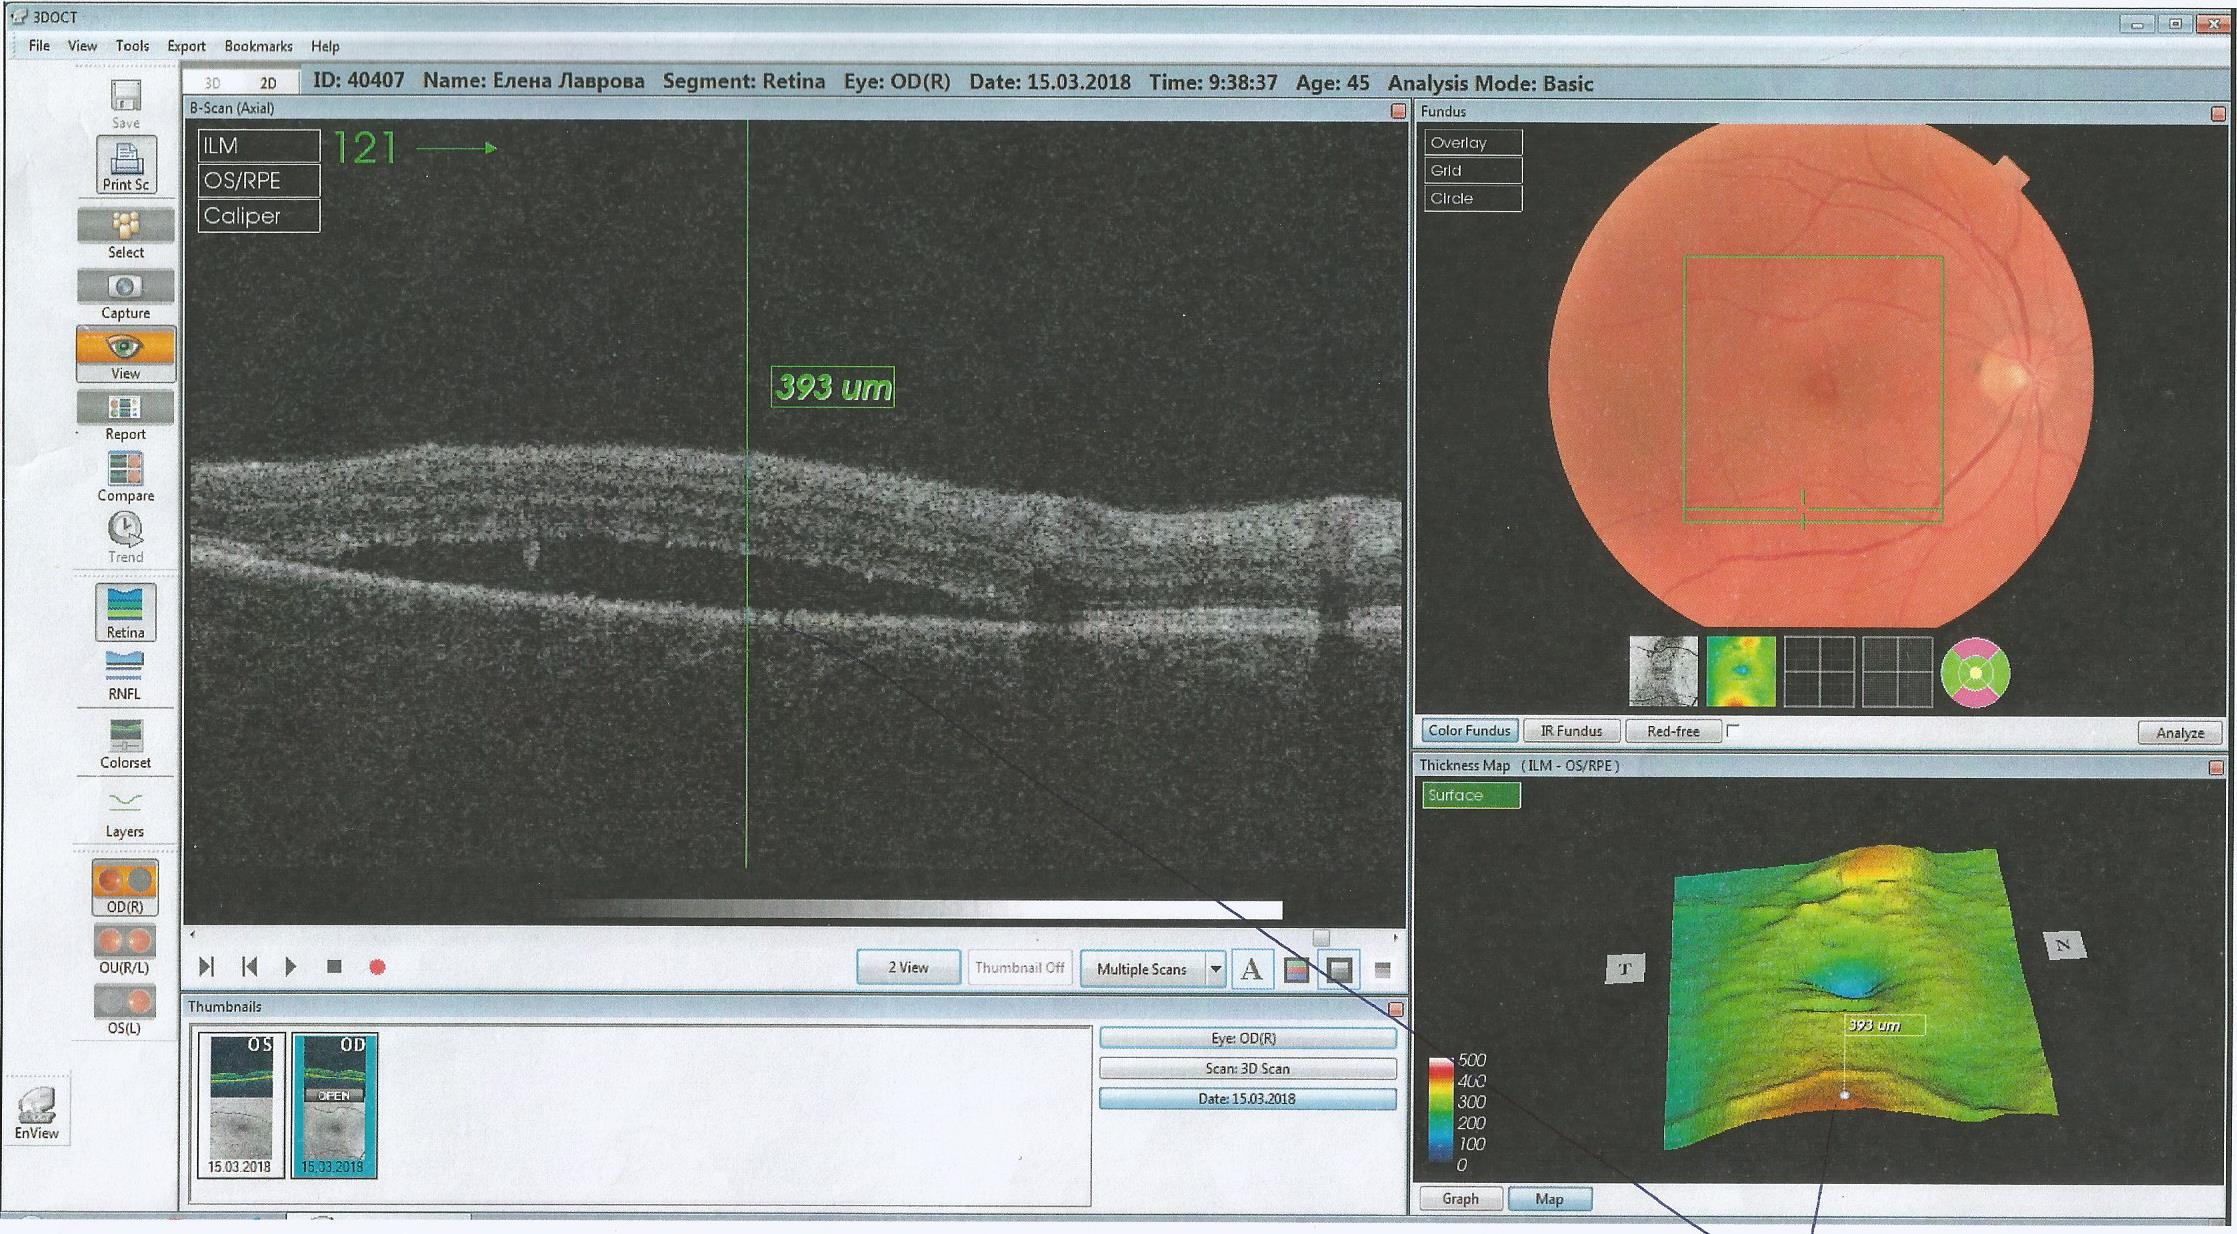 3DOCT
File View Tools Export Bookmarks Help
3D 2D ID: 40407 Name: Елена Лаврова Segment: Retina Eye: OD(R) Date: 15.03.2018 Time: 9:38:37 Age: 45 Analysis Mode: Basic
Save
Print Sc
Select
Capture
View
Report
Compare
Trend
Retina
RNFL
Colorset
Layers
OD(R)
OU(R/L)
OS(L)
EnView
B-Scan (Axial)
ILM
OS/RPE
Caliper
121
393 um
2 View Thumbnail Off Multiple Scans A
Thumbnails
OS OD
OPEN
15.03.2018 15.03.2018
Eye: OD(R)
Scan: 3D Scan
Date: 15.03.2018
Fundus
Overlay
Grid
Circle
Color Fundus IR Fundus Red-free Analyze
Thickness Map (ILM - OS/RPE)
Surface
T
N
393 um
500
400
300
200
100
0
Graph Map